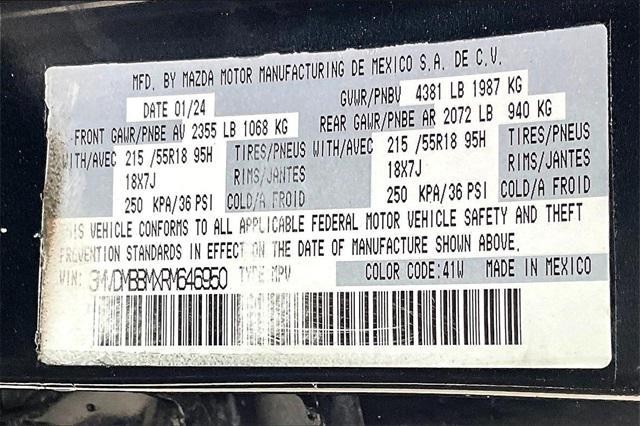 MFD. BY MAZDA MOTOR MANUFACTURING DE MEXICO S.A. DE C.V.
DATE 01/24 GVWR/PNBV 4381 LB 1987 KG
FRONT GAWR/PNBE AV 2355 LB 1068 KG REAR GAWR/PNBE AR 2072 LB 940 KG
WITH/AVEC 215 /55R18 95H TIRES/PNEUS WITH/AVEC 215 /55R18 95H TIRES/PNEUS
18X7J RIMS/JANTES 18X7J RIMS/JANTES
250 KPA/36 PSI COLD/A FROID 250 KPA/36 PSI COLD/A FROID
THIS VEHICLE CONFORMS TO ALL APPLICABLE FEDERAL MOTOR VEHICLE SAFETY AND THEFT
PREVENTION STANDARDS IN EFFECT ON THE DATE OF MANUFACTURE SHOWN ABOVE.
VIN: 3MVDMBBMXRM646950 TYPE MPV COLOR CODE:41W MADE IN MEXICO